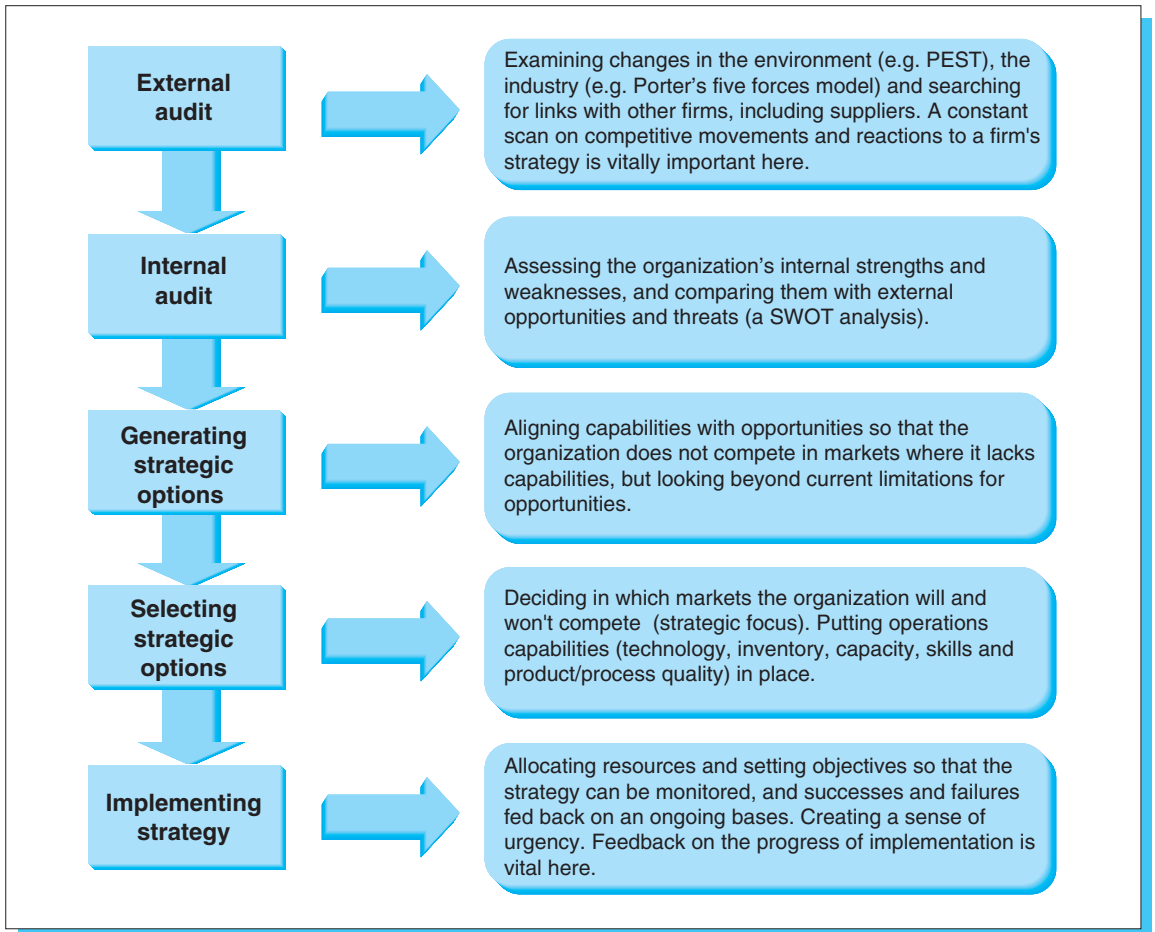 External
audit
Examining changes in the environment (e.g. PEST), the
industry (e.g. Porter's five forces model) and searching
for links with other firms, including suppliers. A constant
scan on competitive movements and reactions to a firm's
strategy is vitally important here.
Internal
audit
Assessing the organization's internal strengths and
weaknesses, and comparing them with external
opportunities and threats (a SWOT analysis).
Generating
strategic
options
Aligning capabilities with opportunities so that the
organization does not compete in markets where it lacks
capabilities, but looking beyond current limitations for
opportunities.
Selecting
strategic
options
Deciding in which markets the organization will and
won't compete (strategic focus). Putting operations
capabilities (technology, inventory, capacity, skills and
product/process quality) in place.
Implementing
strategy
Allocating resources and setting objectives so that the
strategy can be monitored, and successes and failures
fed back on an ongoing bases. Creating a sense of
urgency. Feedback on the progress of implementation is
vital here.